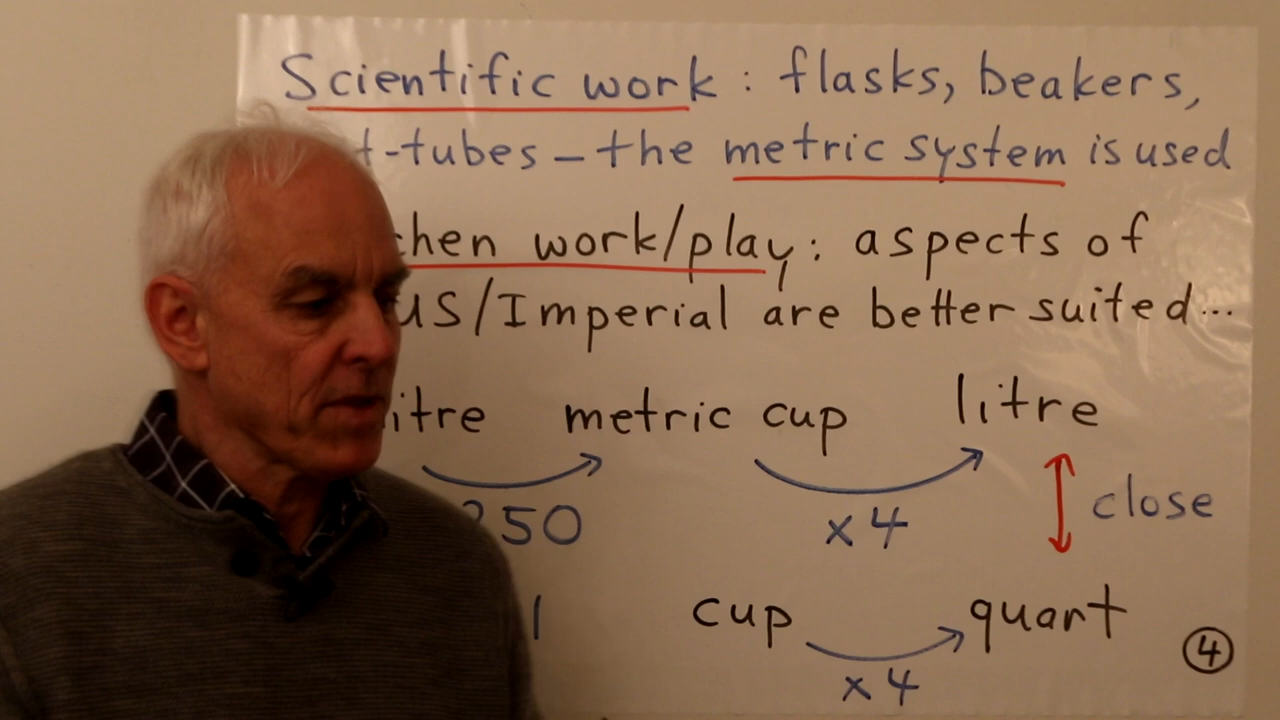 Scientific work : flasks, beakers,
t-tubes – the metric system is used
chen work/play : aspects of
US/Imperial are better suited...
itre metric cup litre
250 x 4 close
1 cup quart
x 4
4